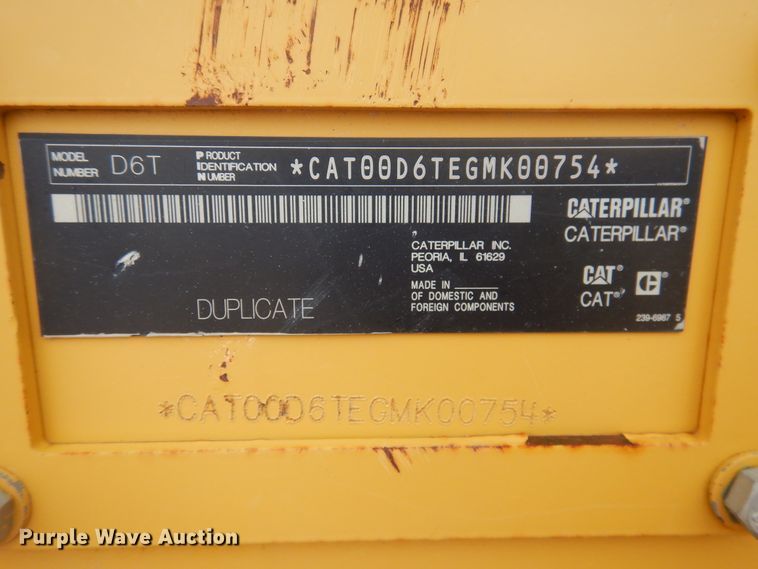 MODEL NUMBER D6T PRODUCT IDENTIFICATION NUMBER *CAT00D6TEGMK00754*
CATERPILLAR®
CATERPILLAR®
CATERPILLAR INC.
PEORIA, IL 61629
USA
CAT® C
CAT®
MADE IN ______
OF DOMESTIC AND
FOREIGN COMPONENTS
DUPLICATE
239-6987 5
*CAT00D6TEGMK00754*
Purple Wave Auction